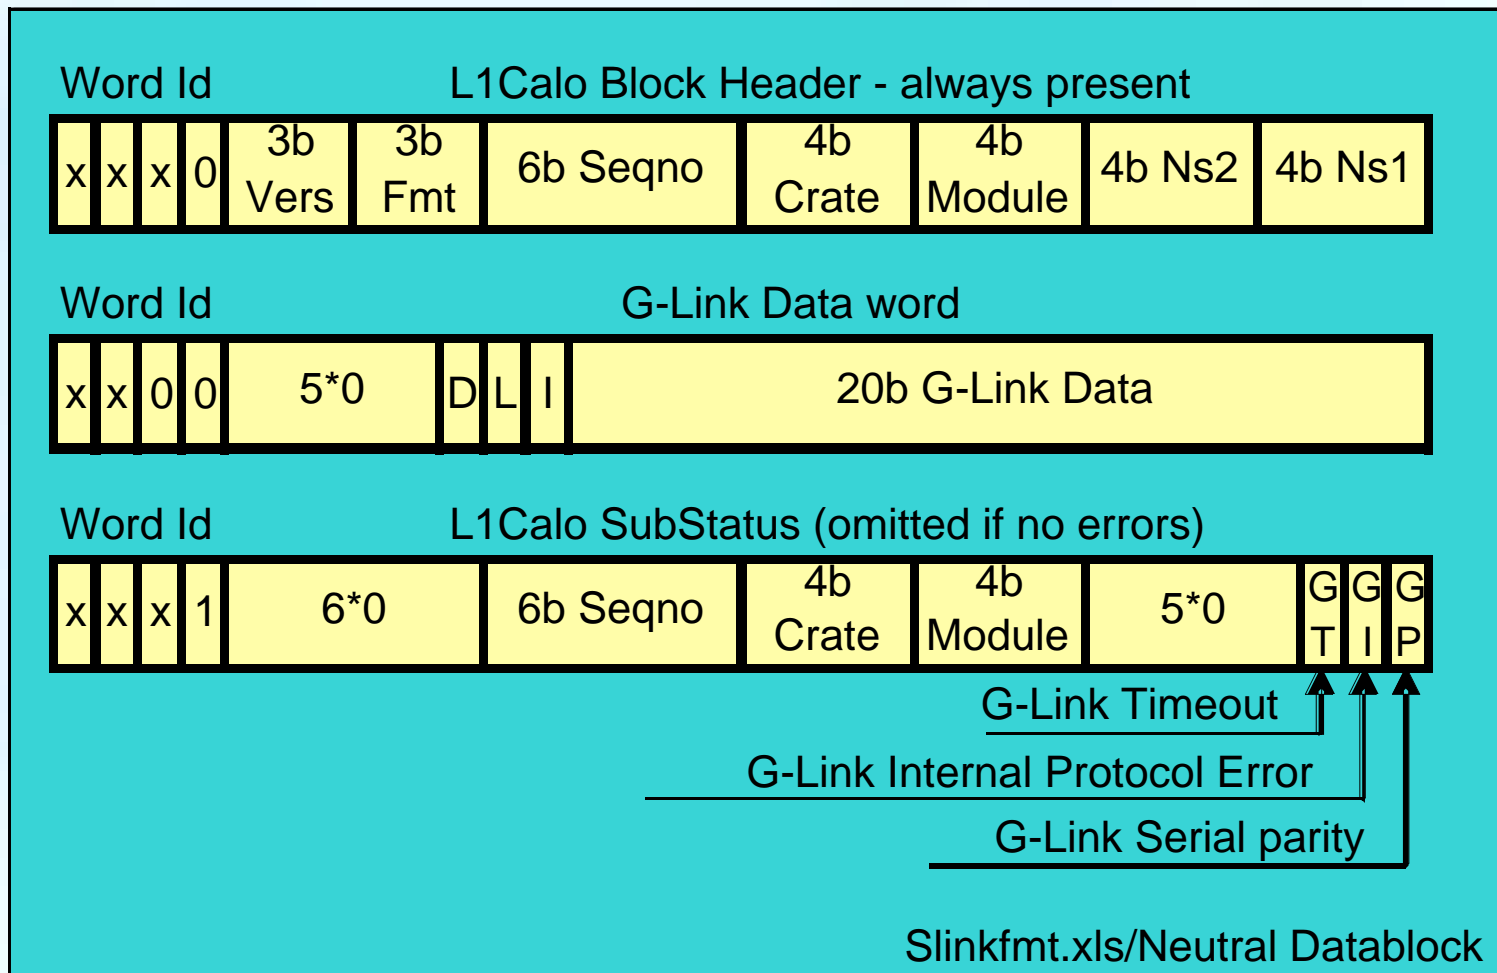 Word Id L1Calo Block Header - always present
x x x 0 3b Vers 3b Fmt 6b Seqno 4b Crate 4b Module 4b Ns2 4b Ns1
Word Id G-Link Data word
x x 0 0 5*0 D L I 20b G-Link Data
Word Id L1Calo SubStatus (omitted if no errors)
x x x 1 6*0 6b Seqno 4b Crate 4b Module 5*0 GT GI GP
G-Link Timeout
G-Link Internal Protocol Error
G-Link Serial parity
Slinkfmt.xls/Neutral Datablock